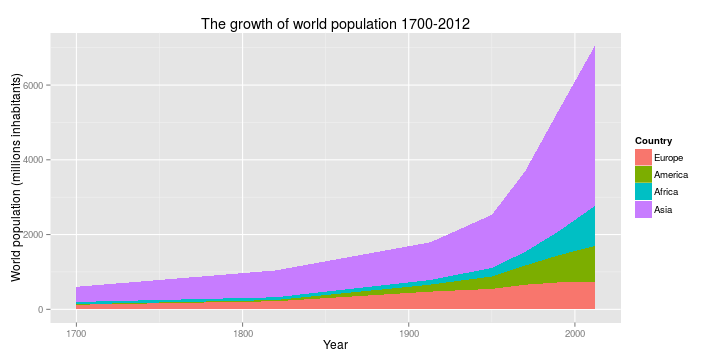 The growth of world population 1700-2012
World population (millions inhabitants)
6000
4000
2000
0
1700
1800
1900
2000
Year
Country
Europe
America
Africa
Asia